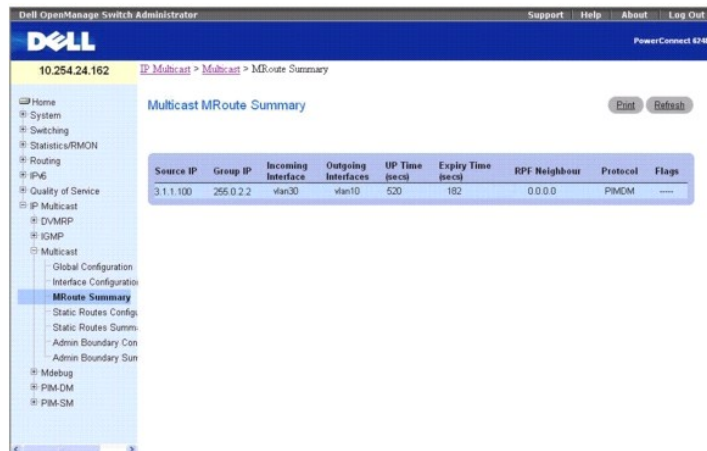 Dell OpenManage Switch Administrator
Support Help About Log Out
DELL
PowerConnect 624
10.254.24.162
IP Multicast > Multicast > MRoute Summary
Home
System
Switching
Statistics/RMON
Routing
IPv6
Quality of Service
IP Multicast
DVMRP
IGMP
Multicast
Global Configuration
Interface Configuratio
MRoute Summary
Static Routes Configu
Static Routes Summ
Admin Boundary Con
Admin Boundary Sum
Mdebug
PIM-DM
PIM-SM
Multicast MRoute Summary
Print Refresh
Source IP Group IP Incoming Interface Outgoing Interfaces UP Time (secs) Expiry Time (secs) RPF Neighbour Protocol Flags
3.1.1.100 255.0.2.2 vlan30 vlan10 520 182 0.0.0.0 PIMDM -----